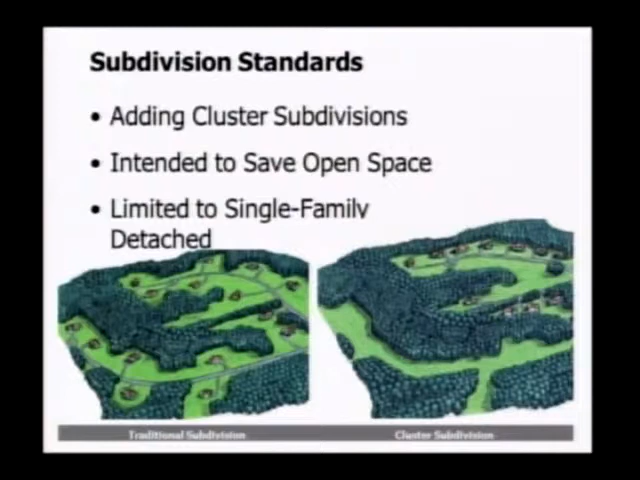 Subdivision Standards
• Adding Cluster Subdivisions
• Intended to Save Open Space
• Limited to Single-Family
Detached
Traditional Subdivision
Cluster Subdivision